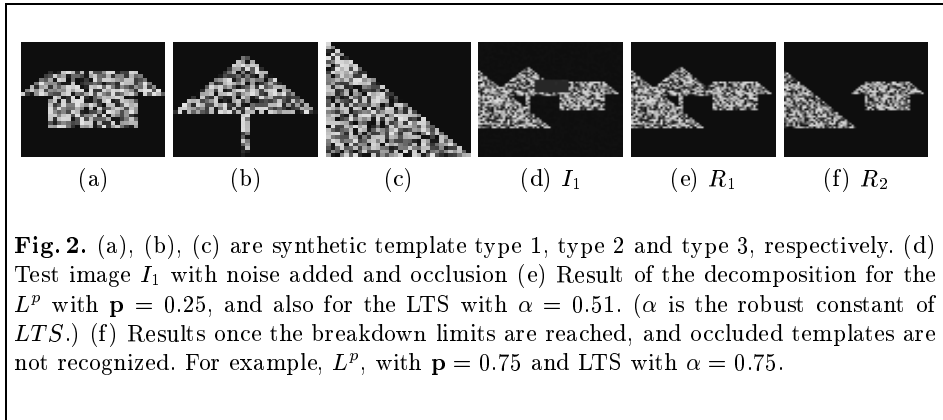 (a) (b) (c) (d) I₁ (e) R₁ (f) R₂
Fig. 2. (a), (b), (c) are synthetic template type 1, type 2 and type 3, respectively. (d)
Test image I₁ with noise added and occlusion (e) Result of the decomposition for the
Lᵖ with p = 0.25, and also for the LTS with α = 0.51. (α is the robust constant of
LTS.) (f) Results once the breakdown limits are reached, and occluded templates are
not recognized. For example, Lᵖ, with p = 0.75 and LTS with α = 0.75.